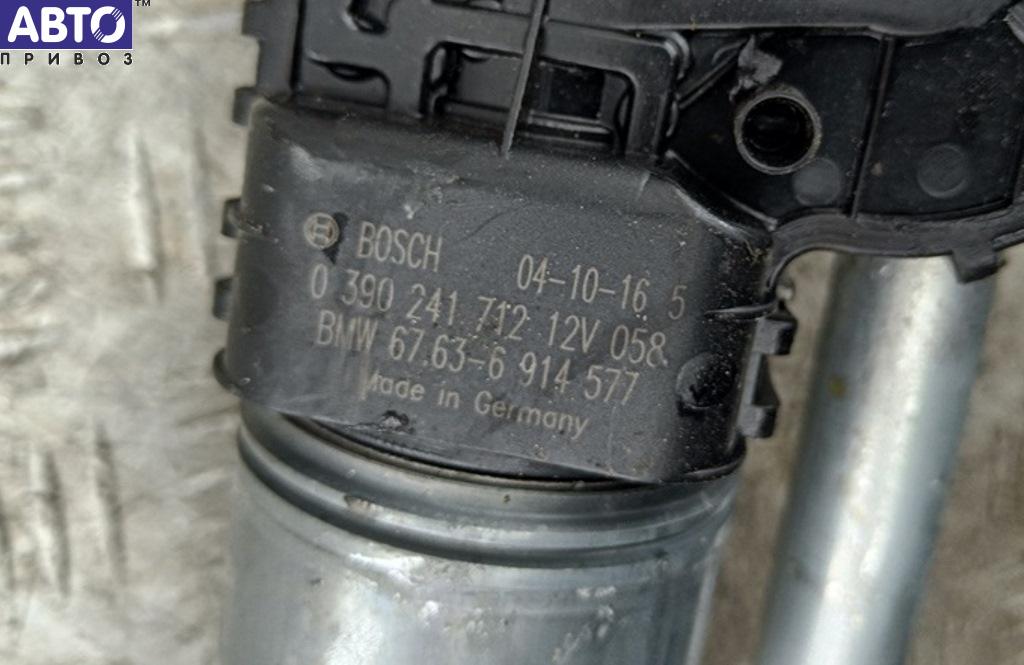 АВТО™
ПРИВОЗ
BOSCH 04-10-16 5
0 390 241 712 12V 058
BMW 67.63-6 914 577
Made in Germany